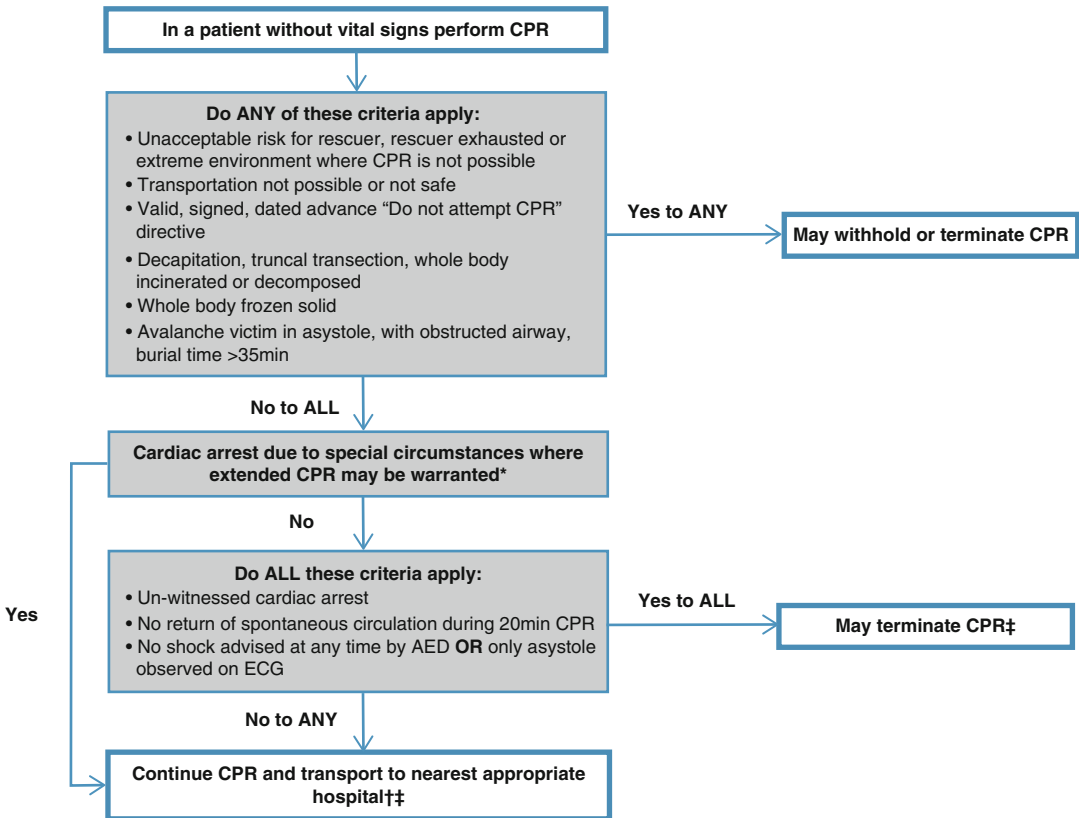 In a patient without vital signs perform CPR
Do ANY of these criteria apply:
• Unacceptable risk for rescuer, rescuer exhausted or
extreme environment where CPR is not possible
• Transportation not possible or not safe
• Valid, signed, dated advance “Do not attempt CPR”
directive
• Decapitation, truncal transection, whole body
incinerated or decomposed
• Whole body frozen solid
• Avalanche victim in asystole, with obstructed airway,
burial time >35min
Yes to ANY
May withhold or terminate CPR
No to ALL
Cardiac arrest due to special circumstances where
extended CPR may be warranted*
No
Yes
Do ALL these criteria apply:
• Un-witnessed cardiac arrest
• No return of spontaneous circulation during 20min CPR
• No shock advised at any time by AED OR only asystole
observed on ECG
Yes to ALL
May terminate CPR‡
No to ANY
Continue CPR and transport to nearest appropriate
hospital†‡